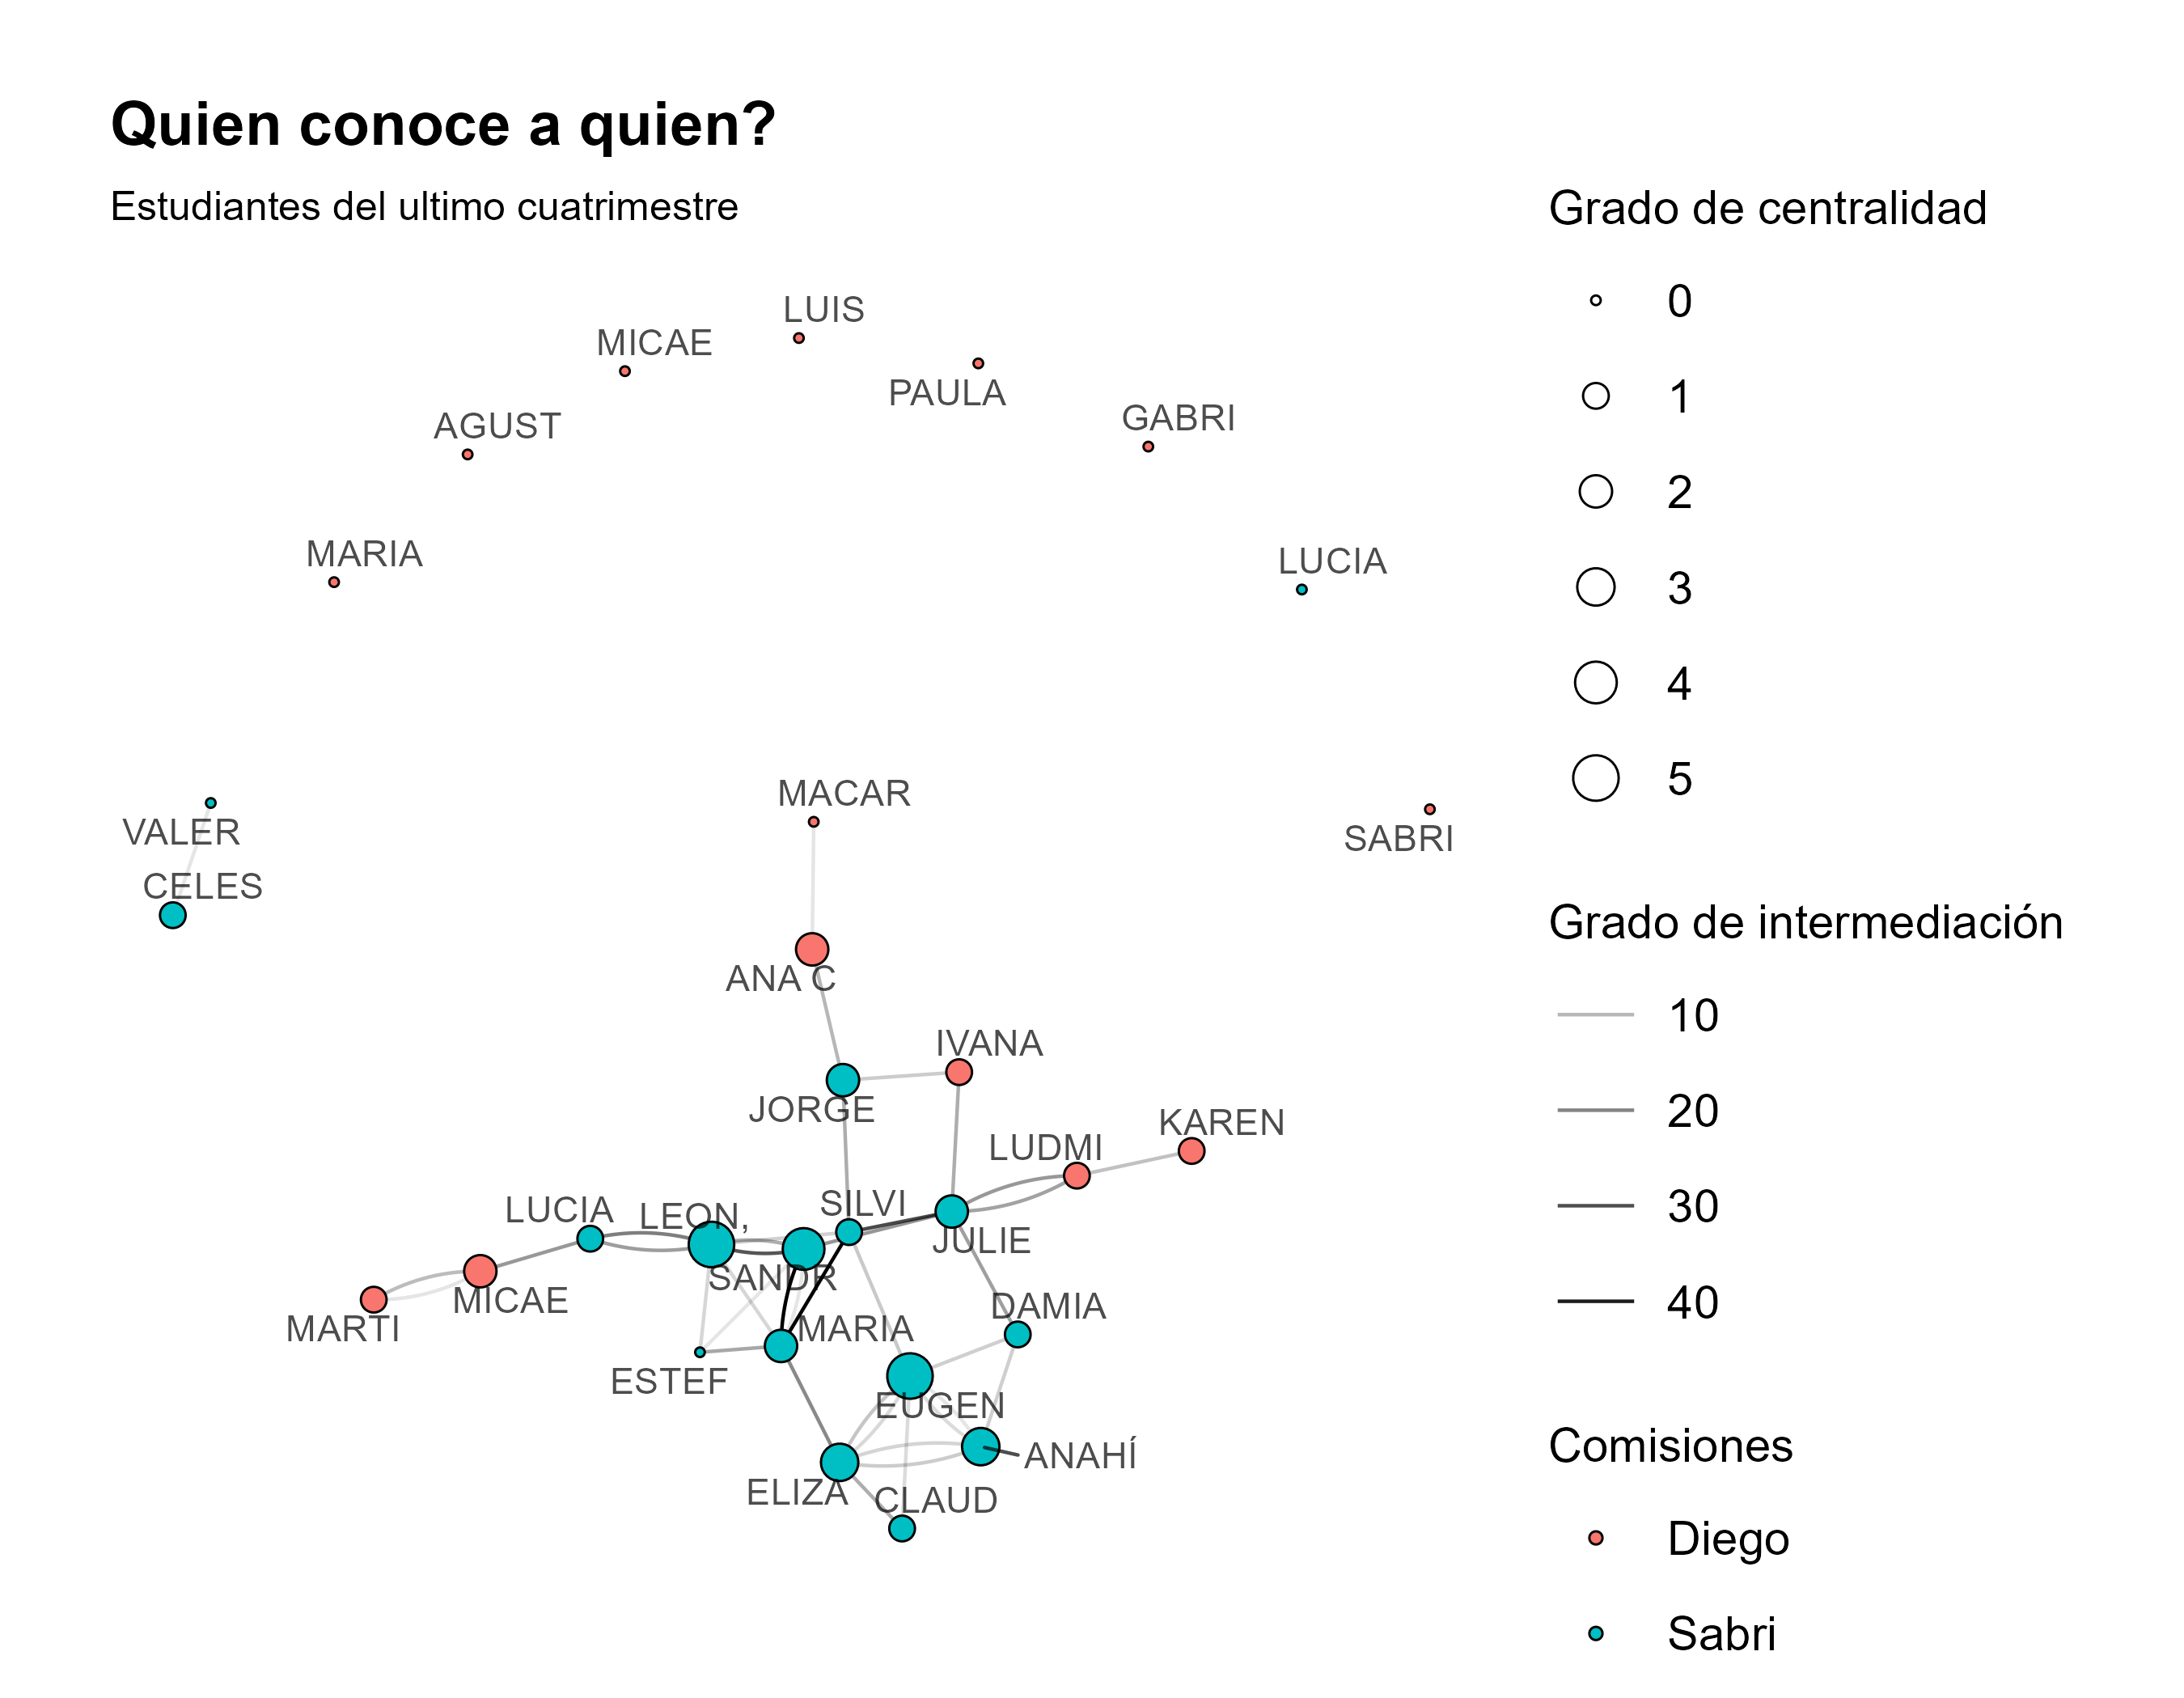 Quien conoce a quien?
Estudiantes del ultimo cuatrimestre
LUIS
MICAE
PAULA
AGUST
GABRI
MARIA
LUCIA
MACAR
VALER
SABRI
CELES
ANA C
IVANA
JORGE
KAREN
LUDMI
SILVI
LUCIA
LEON,
JULIE
SANDR
MICAE
DAMIA
MARTI
MARIA
ESTEF
EUGEN
ANAHÍ
ELIZA
CLAUD
Grado de centralidad
0
1
2
3
4
5
Grado de intermediación
10
20
30
40
Comisiones
Diego
Sabri